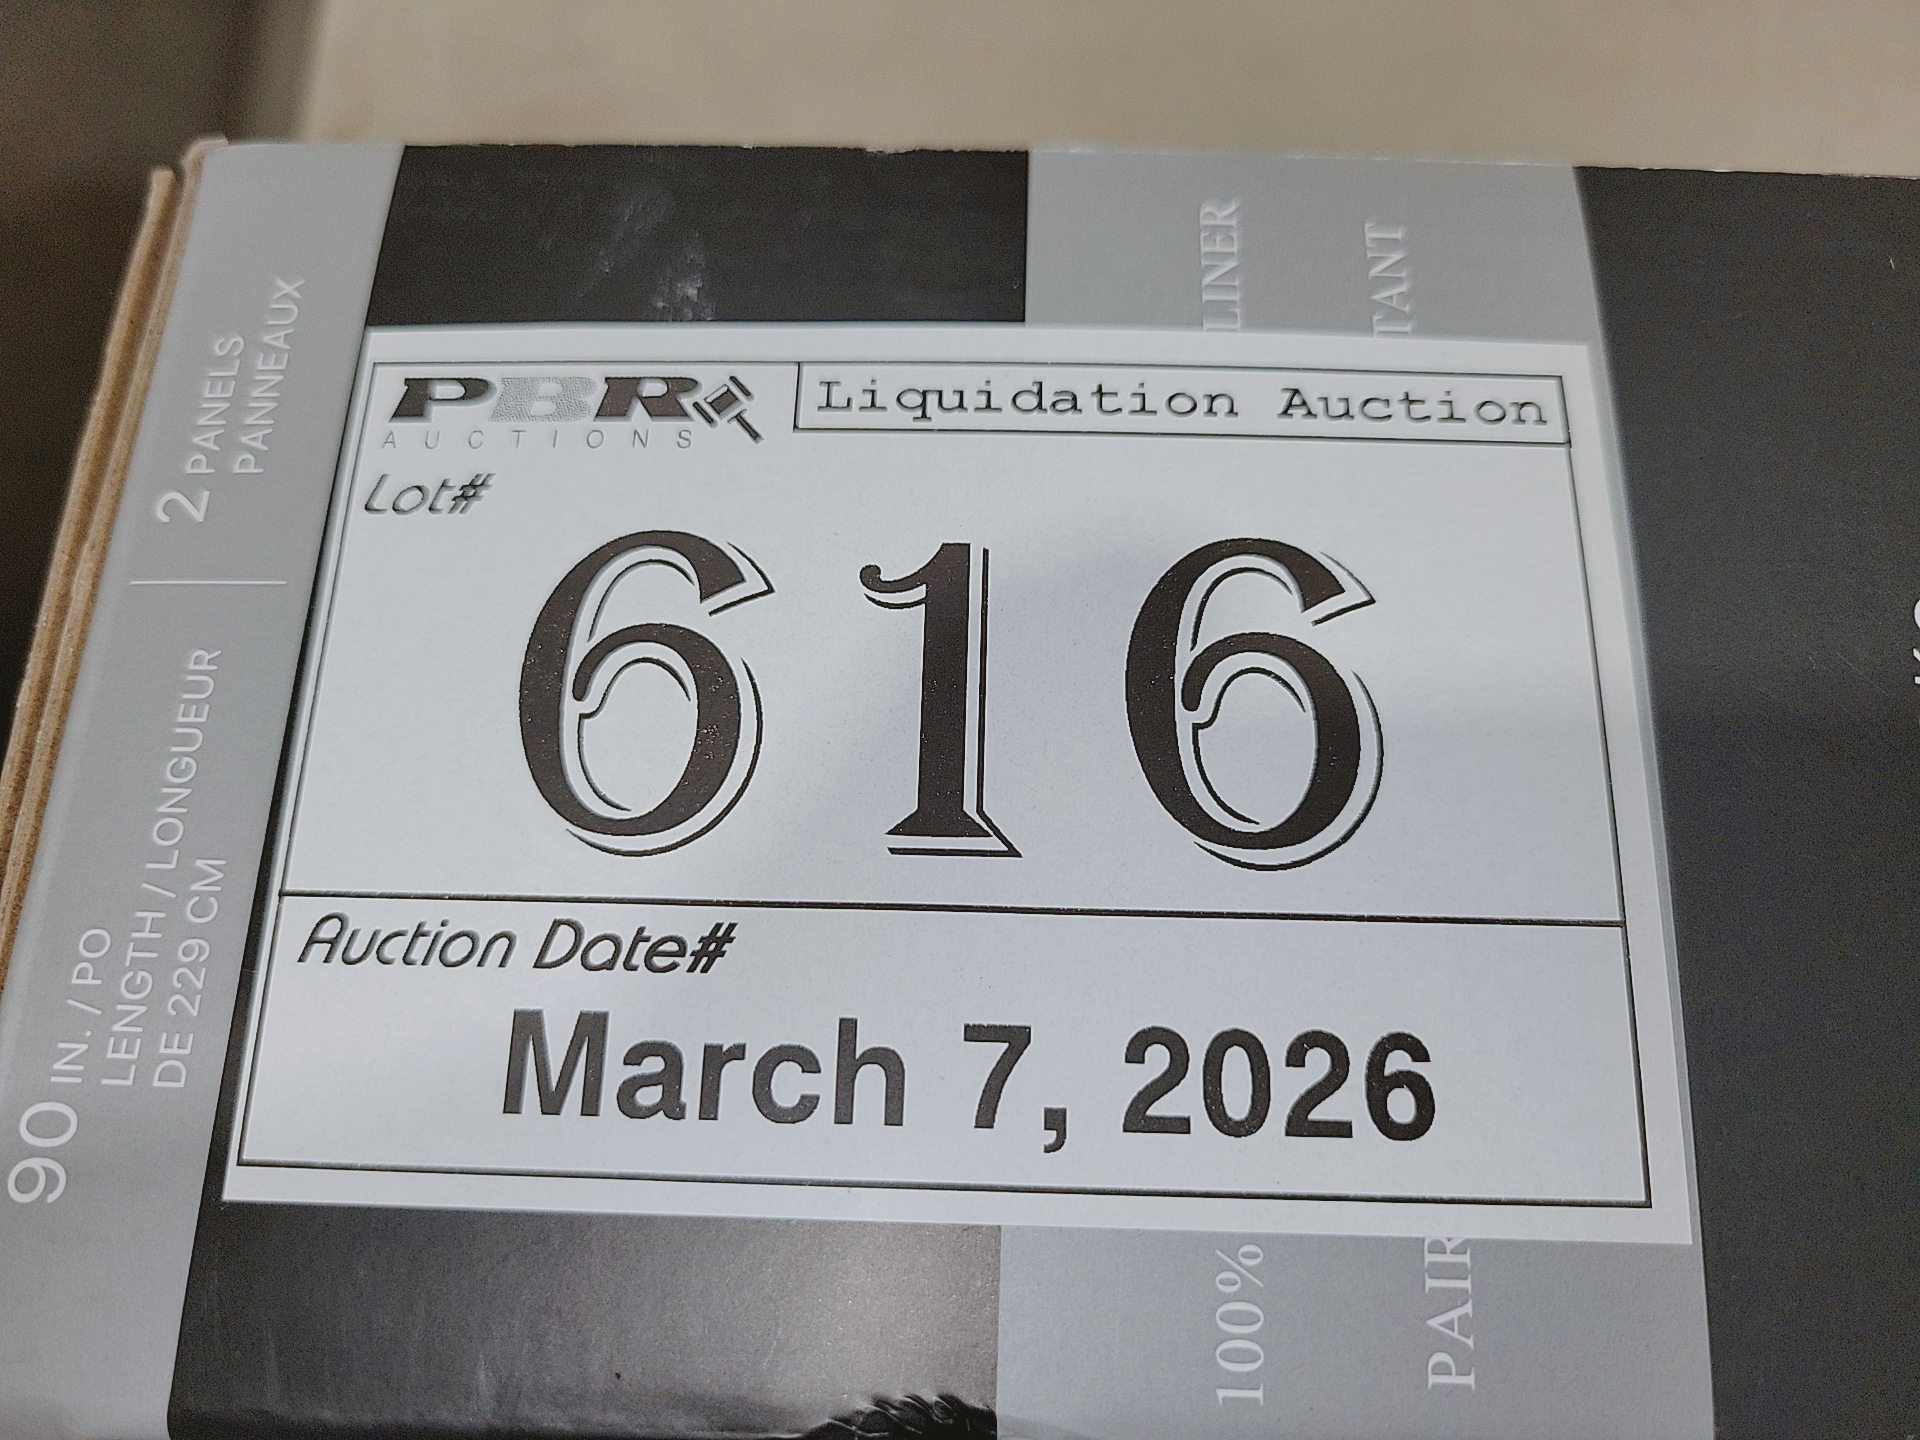 PBR
AUCTIONS
Liquidation Auction
Lot#
616
Auction Date#
March 7, 2026
90 IN. / PO
LENGTH / LONGUEUR
DE 229 CM
2 PANELS
PANNEAUX
LINER
TANT
100%
PAIR